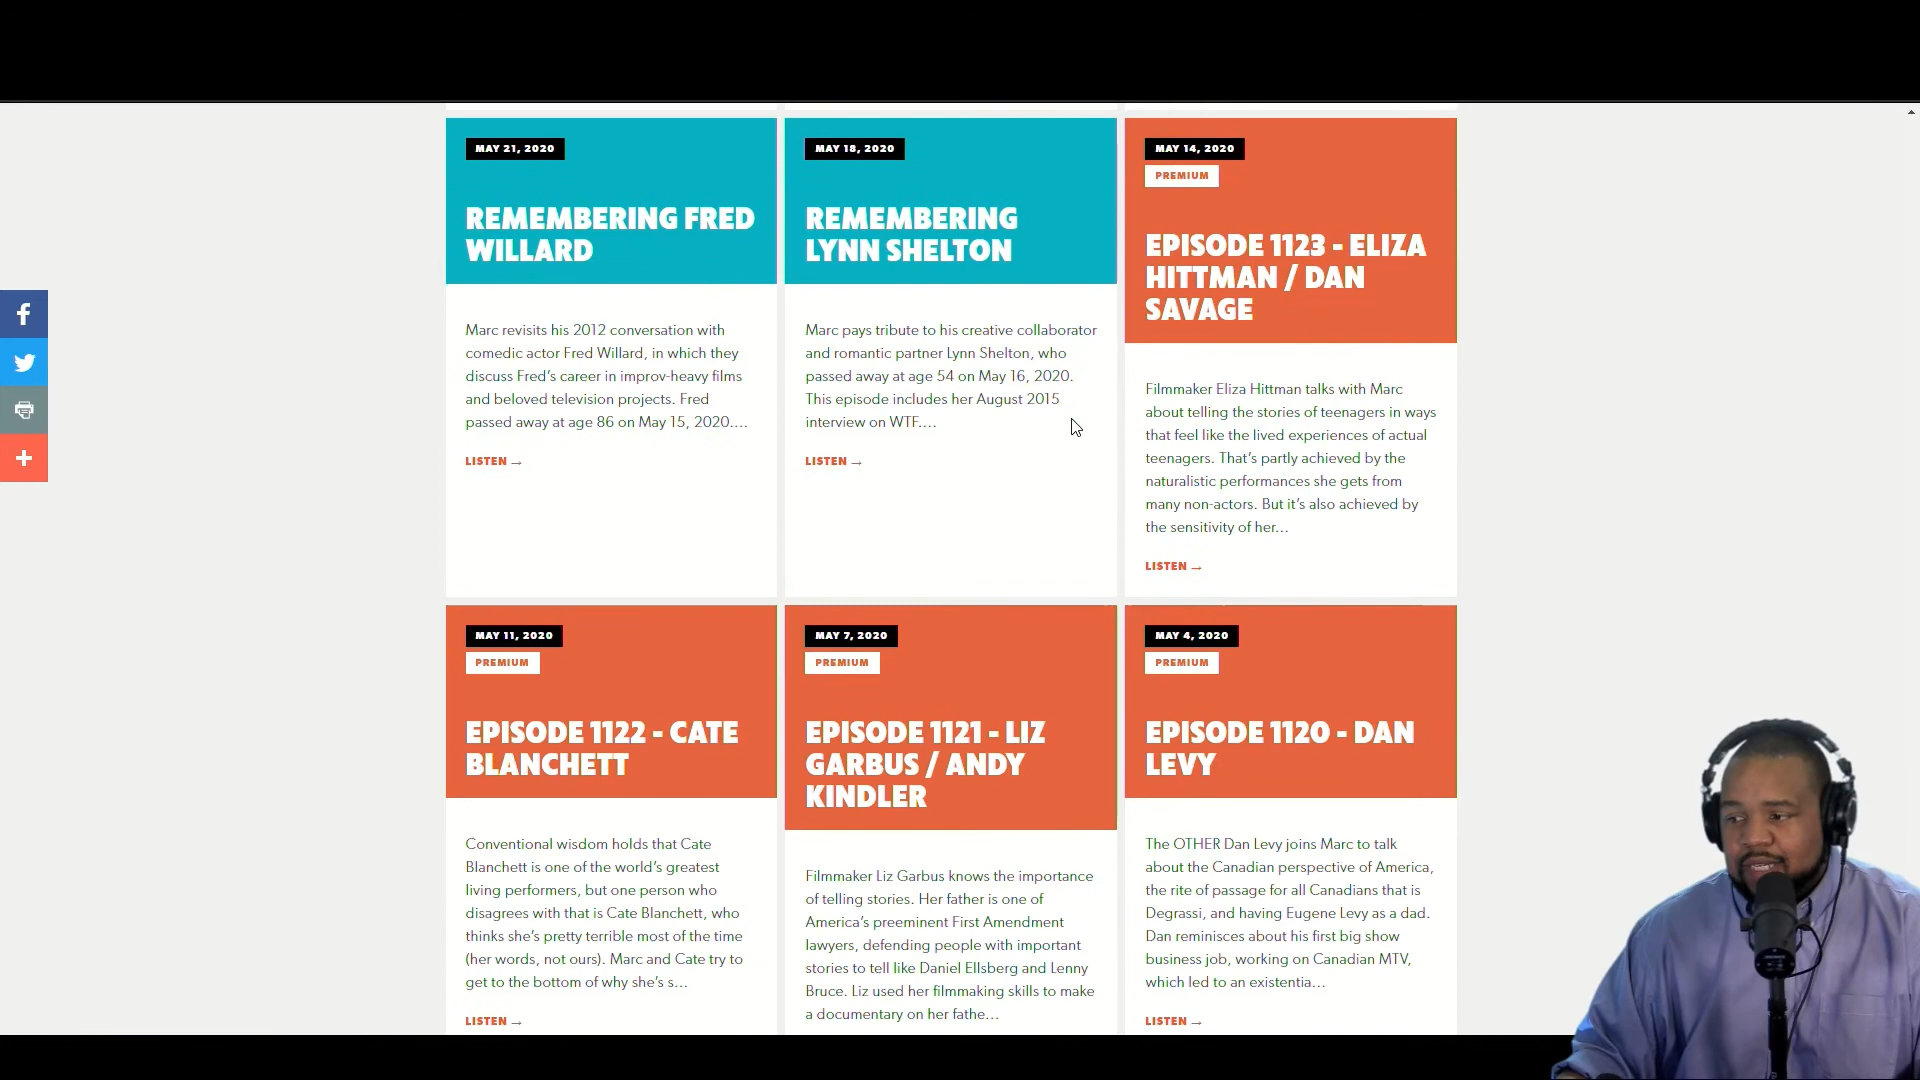 MAY 21, 2020
REMEMBERING FRED
WILLARD
Marc revisits his 2012 conversation with
comedic actor Fred Willard, in which they
discuss Fred’s career in improv-heavy films
and beloved television projects. Fred
passed away at age 86 on May 15, 2020....
LISTEN →
MAY 18, 2020
REMEMBERING
LYNN SHELTON
Marc pays tribute to his creative collaborator
and romantic partner Lynn Shelton, who
passed away at age 54 on May 16, 2020.
This episode includes her August 2015
interview on WTF....
LISTEN →
MAY 14, 2020
PREMIUM
EPISODE 1123 - ELIZA
HITTMAN / DAN
SAVAGE
Filmmaker Eliza Hittman talks with Marc
about telling the stories of teenagers in ways
that feel like the lived experiences of actual
teenagers. That’s partly achieved by the
naturalistic performances she gets from
many non-actors. But it’s also achieved by
the sensitivity of her...
LISTEN →
MAY 11, 2020
PREMIUM
EPISODE 1122 - CATE
BLANCHETT
Conventional wisdom holds that Cate
Blanchett is one of the world’s greatest
living performers, but one person who
disagrees with that is Cate Blanchett, who
thinks she’s pretty terrible most of the time
(her words, not ours). Marc and Cate try to
get to the bottom of why she’s s...
LISTEN →
MAY 7, 2020
PREMIUM
EPISODE 1121 - LIZ
GARBUS / ANDY
KINDLER
Filmmaker Liz Garbus knows the importance
of telling stories. Her father is one of
America’s preeminent First Amendment
lawyers, defending people with important
stories to tell like Daniel Ellsberg and Lenny
Bruce. Liz used her filmmaking skills to make
a documentary on her fathe...
MAY 4, 2020
PREMIUM
EPISODE 1120 - DAN
LEVY
The OTHER Dan Levy joins Marc to talk
about the Canadian perspective of America,
the rite of passage for all Canadians that is
Degrassi, and having Eugene Levy as a dad.
Dan reminisces about his first big show
business job, working on Canadian MTV,
which led to an existentia...
LISTEN →